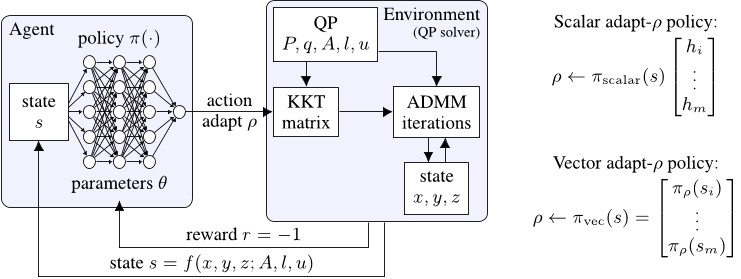 Agent
policy π(·)
state
s
parameters θ
action
adapt ρ
Environment
(QP solver)
QP
P, q, A, l, u
KKT
matrix
ADMM
iterations
state
x, y, z
reward r = −1
state s = f(x, y, z; A, l, u)
Scalar adapt-ρ policy:
ρ ← π_scalar(s) [h_i ⋮ h_m]
Vector adapt-ρ policy:
ρ ← π_vec(s) = [π_ρ(s_i) ⋮ π_ρ(s_m)]